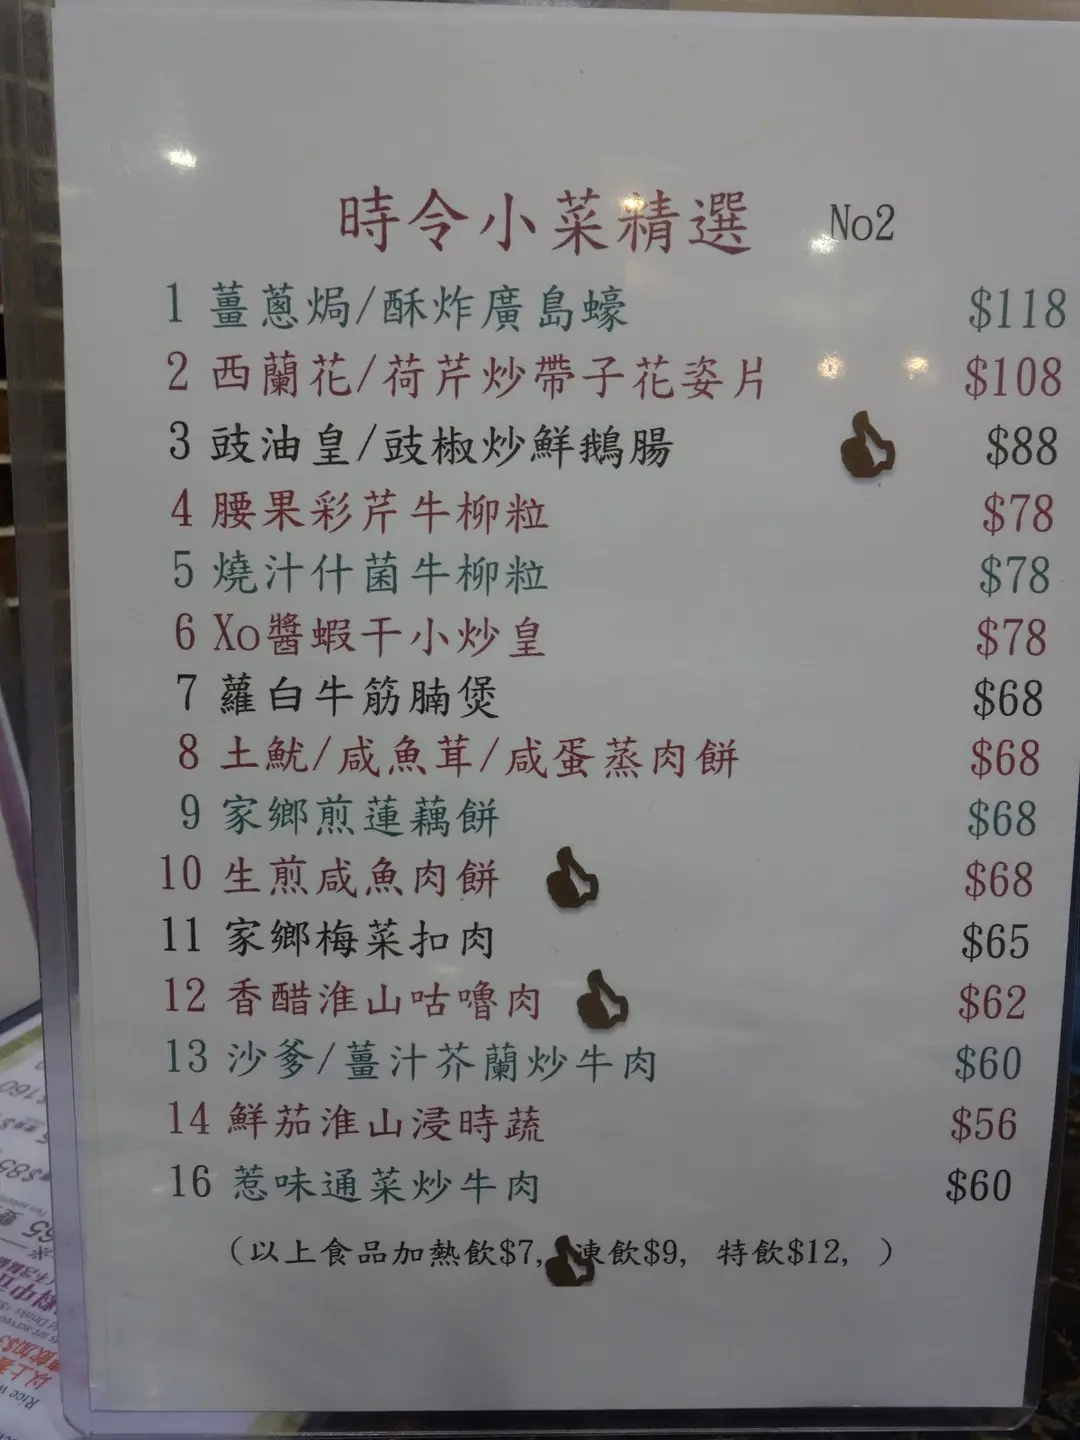 時令小菜精選 No2
1 薑蔥焗/酥炸廣島蠔 $118
2 西蘭花/荷芹炒帶子花姿片 $108
3 豉油皇/豉椒炒鮮鵝腸 $88
4 腰果彩芹牛柳粒 $78
5 燒汁什菌牛柳粒 $78
6 Xo醬蝦干小炒皇 $78
7 蘿白牛筋腩煲 $68
8 土魷/咸魚茸/咸蛋蒸肉餅 $68
9 家鄉煎蓮藕餅 $68
10 生煎咸魚肉餅 $68
11 家鄉梅菜扣肉 $65
12 香醋淮山咕嚕肉 $62
13 沙爹/薑汁芥蘭炒牛肉 $60
14 鮮茄淮山浸時蔬 $56
16 惹味通菜炒牛肉 $60
（以上食品加熱飲$7, 凍飲$9, 特飲$12, ）